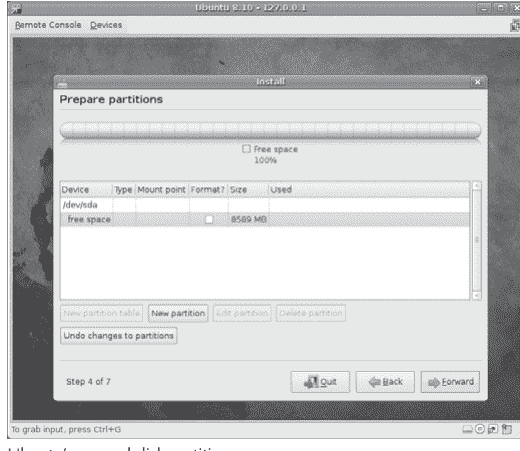 Ubuntu 8.10 - 127.0.0.1
Remote Console Devices
Install
Prepare partitions
Free space
100%
Device Type Mount point Format? Size Used
/dev/sda
free space 8589 MB
New partition table New partition Edit partition Delete partition
Undo changes to partitions
Step 4 of 7 Quit Back Forward
To grab input, press Ctrl+G